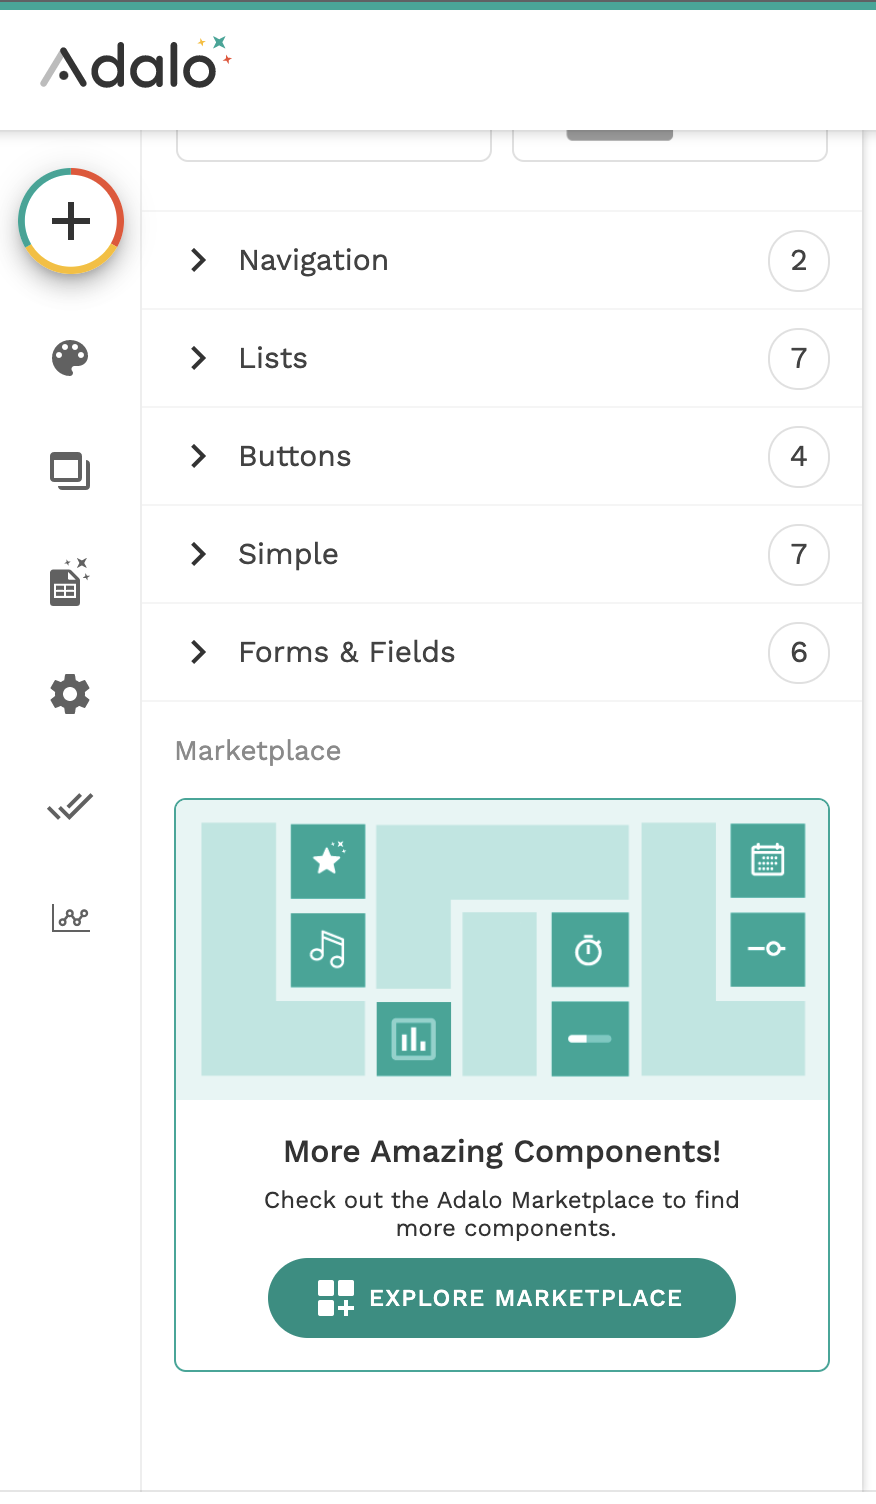 Adalo
Navigation 2
Lists 7
Buttons 4
Simple 7
Forms & Fields 6
Marketplace
More Amazing Components!
Check out the Adalo Marketplace to find
more components.
EXPLORE MARKETPLACE